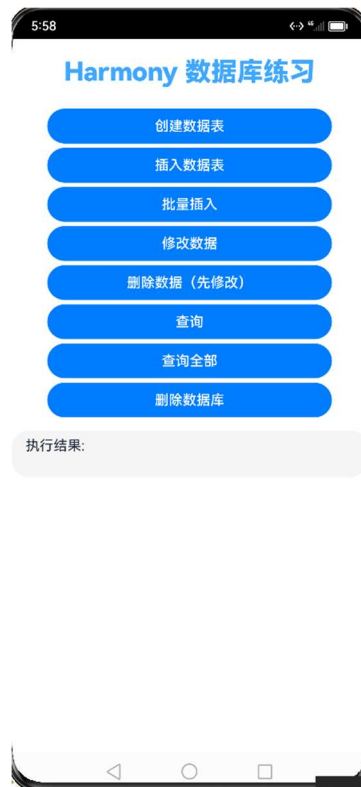 5:58
Harmony 数据库练习
创建数据表
插入数据表
批量插入
修改数据
删除数据（先修改）
查询
查询全部
删除数据库
执行结果: